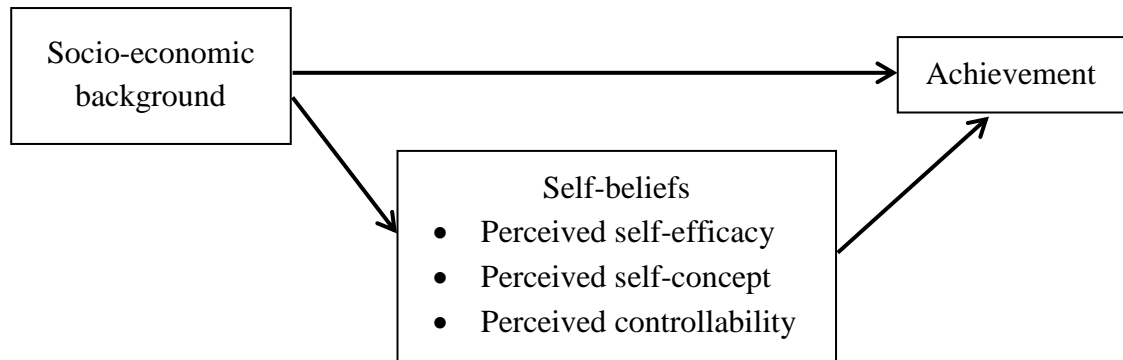 Socio-economic
background
Achievement
Self-beliefs
• Perceived self-efficacy
• Perceived self-concept
• Perceived controllability